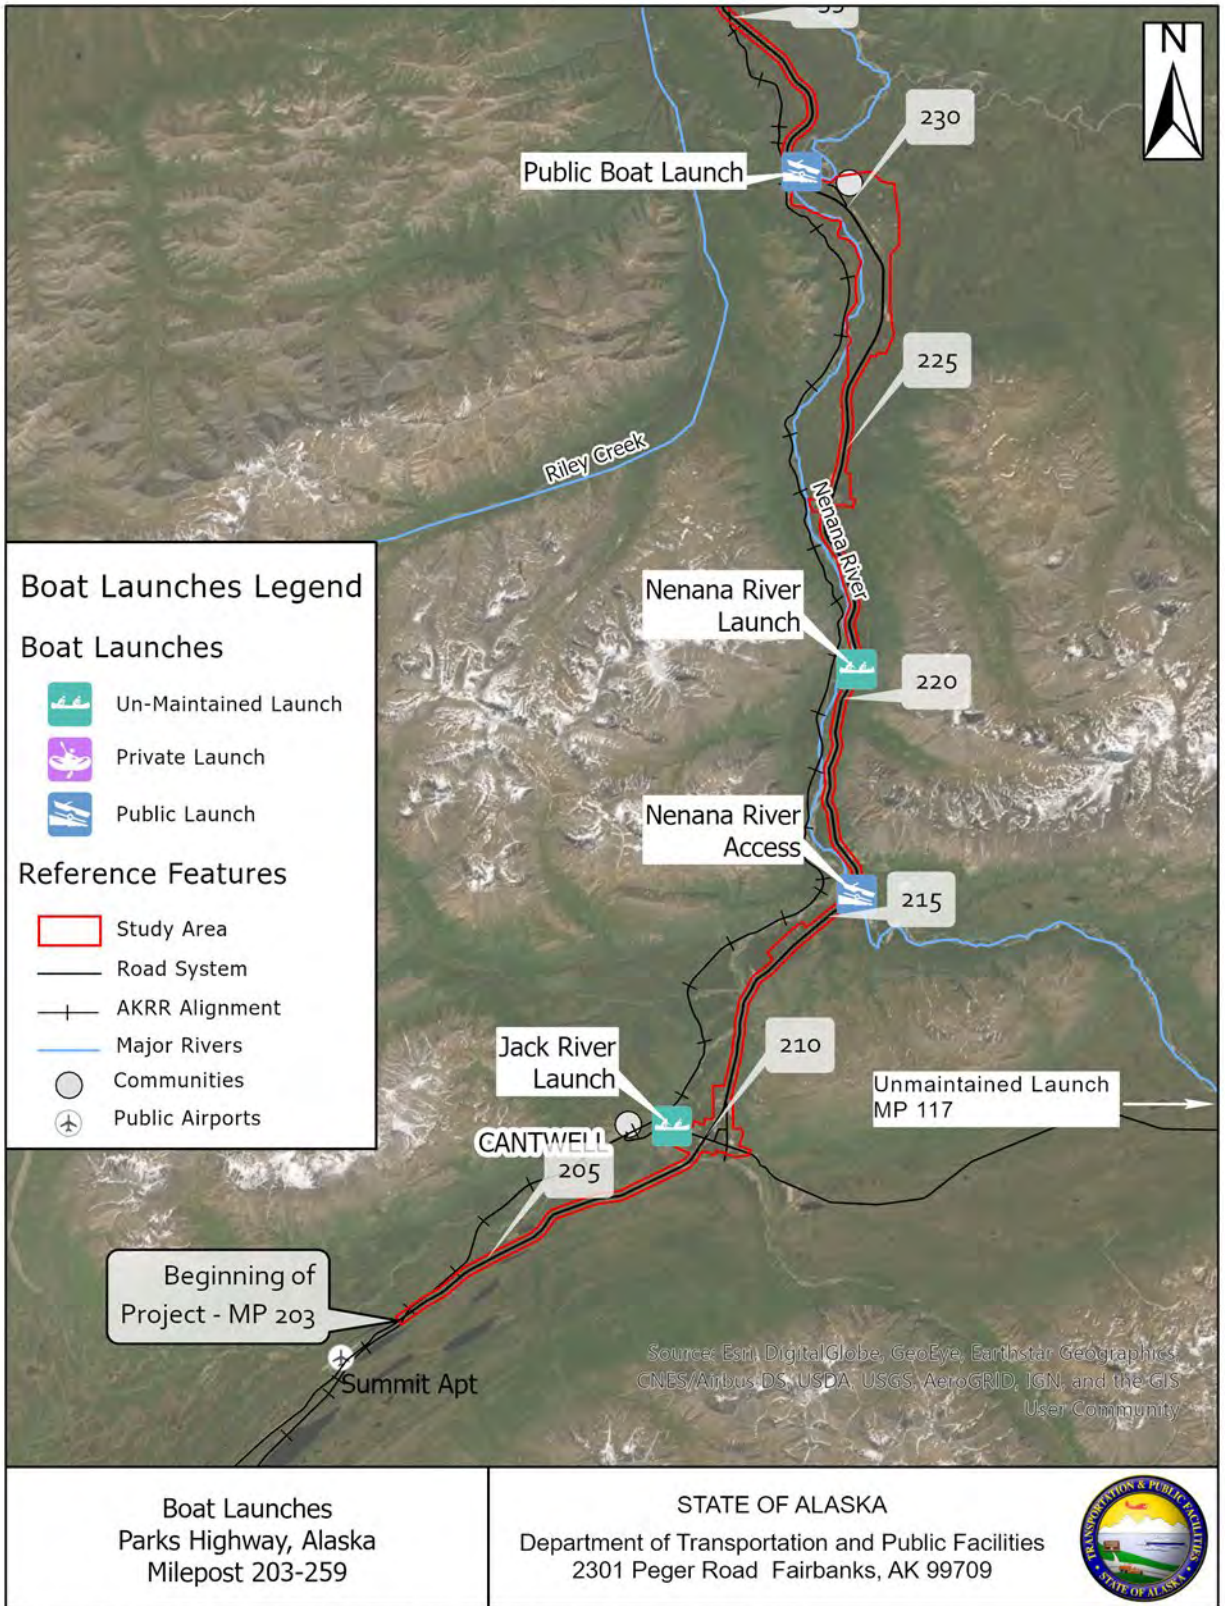 N
230
Public Boat Launch
225
Riley Creek
Nenana River
Nenana River
Launch
220
Nenana River
Access
215
210
Jack River
Launch
Unmaintained Launch
MP 117
CANTWELL
205
Beginning of
Project - MP 203
Summit Apt
Boat Launches Legend
Boat Launches
Un-Maintained Launch
Private Launch
Public Launch
Reference Features
Study Area
Road System
AKRR Alignment
Major Rivers
Communities
Public Airports
Source: Esri, DigitalGlobe, GeoEye, Earthstar Geographics,
CNES/Airbus DS, USDA, USGS, AeroGRID, IGN, and the GIS
User Community
Boat Launches
Parks Highway, Alaska
Milepost 203-259
STATE OF ALASKA
Department of Transportation and Public Facilities
2301 Peger Road Fairbanks, AK 99709
TRANSPORTATION & PUBLIC FACILITIES
STATE OF ALASKA